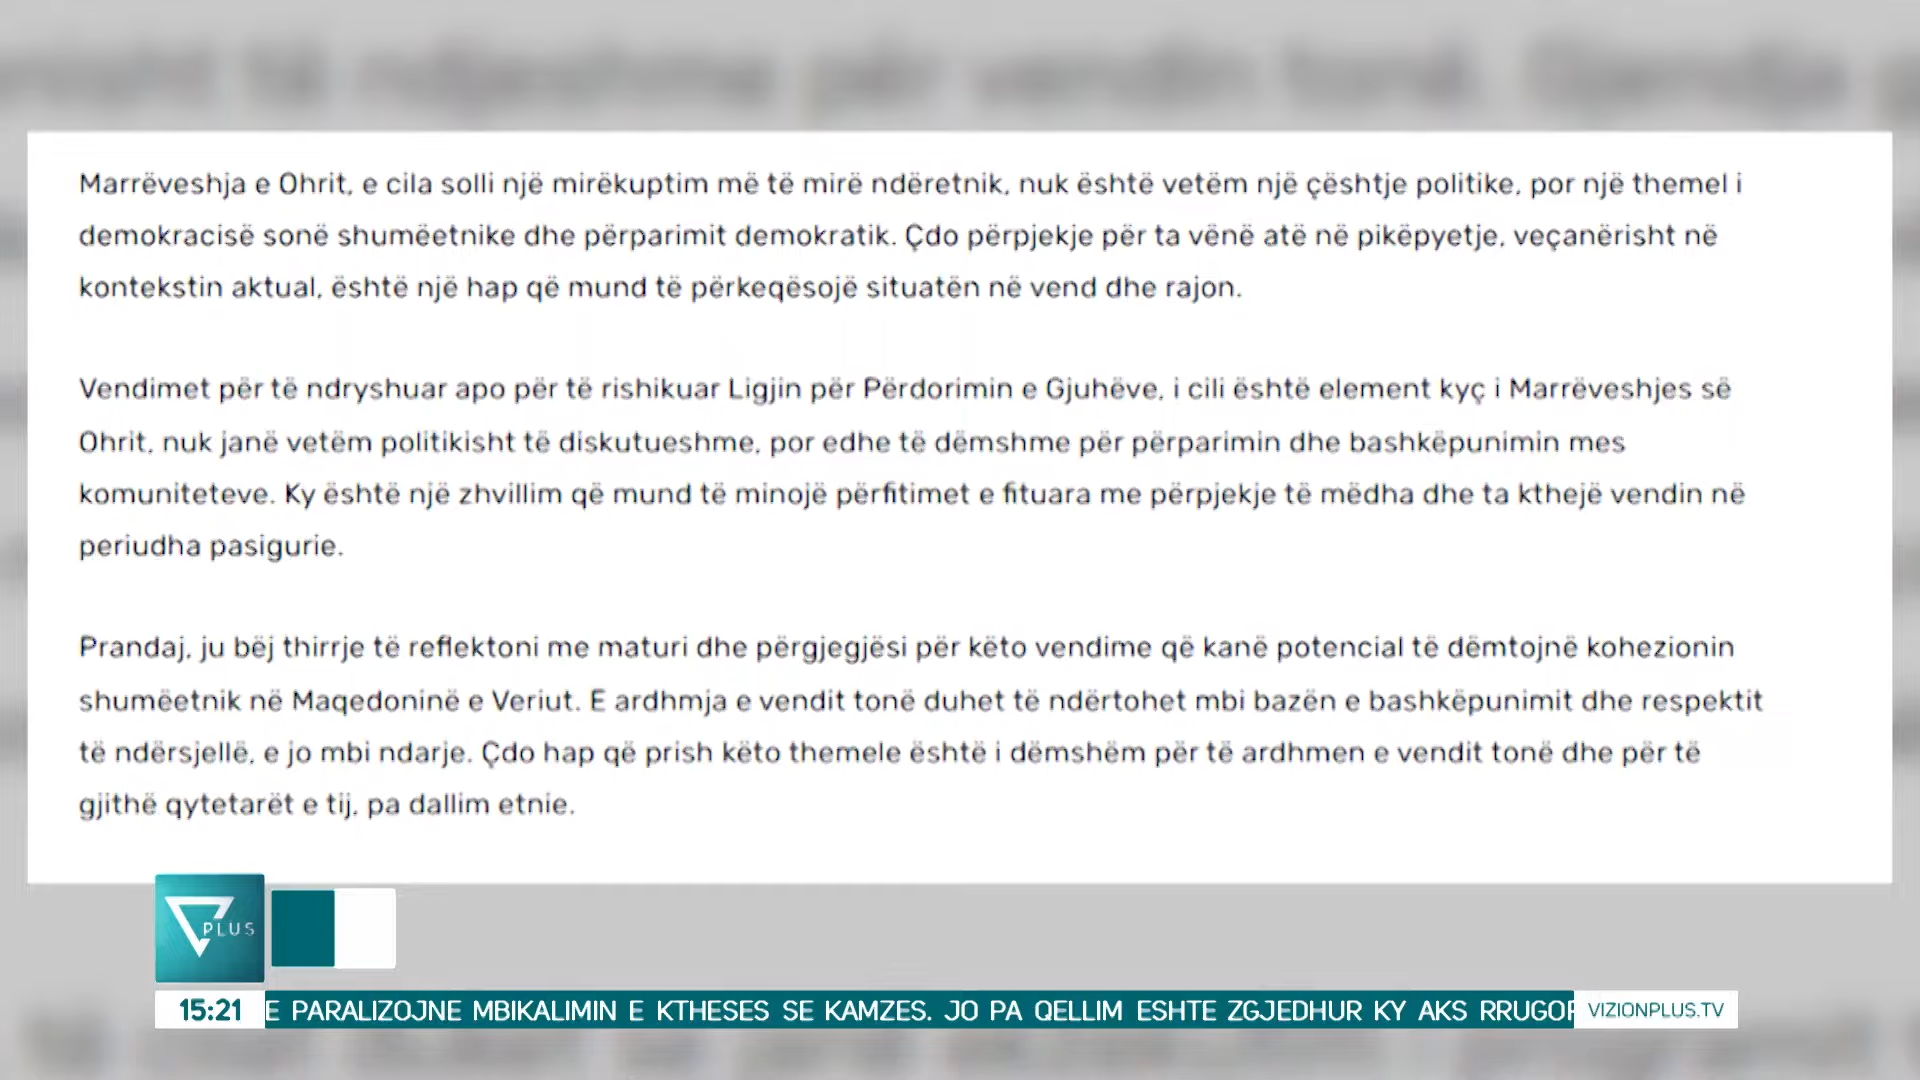 Marrëveshja e Ohrit, e cila solli një mirëkuptim më të mirë ndëretnik, nuk është vetëm një çështje politike, por një themel i
demokracisë sonë shumëetnike dhe përparimit demokratik. Çdo përpjekje për ta vënë atë në pikëpyetje, veçanërisht në
kontekstin aktual, është një hap që mund të përkeqësojë situatën në vend dhe rajon.
Vendimet për të ndryshuar apo për të rishikuar Ligjin për Përdorimin e Gjuhëve, i cili është element kyç i Marrëveshjes së
Ohrit, nuk janë vetëm politikisht të diskutueshme, por edhe të dëmshme për përparimin dhe bashkëpunimin mes
komuniteteve. Ky është një zhvillim që mund të minojë përfitimet e fituara me përpjekje të mëdha dhe ta kthejë vendin në
periudha pasigurie.
Prandaj, ju bëj thirrje të reflektoni me maturi dhe përgjegjësi për këto vendime që kanë potencial të dëmtojnë kohezionin
shumëetnik në Maqedoninë e Veriut. E ardhmja e vendit tonë duhet të ndërtohet mbi bazën e bashkëpunimit dhe respektit
të ndërsjellë, e jo mbi ndarje. Çdo hap që prish këto themele është i dëmshëm për të ardhmen e vendit tonë dhe për të
gjithë qytetarët e tij, pa dallim etnie.
PLUS
15:21 E PARALIZOJNE MBIKALIMIN E KTHESES SE KAMZES. JO PA QELLIM ESHTE ZGJEDHUR KY AKS RRUGOR VIZIONPLUS.TV